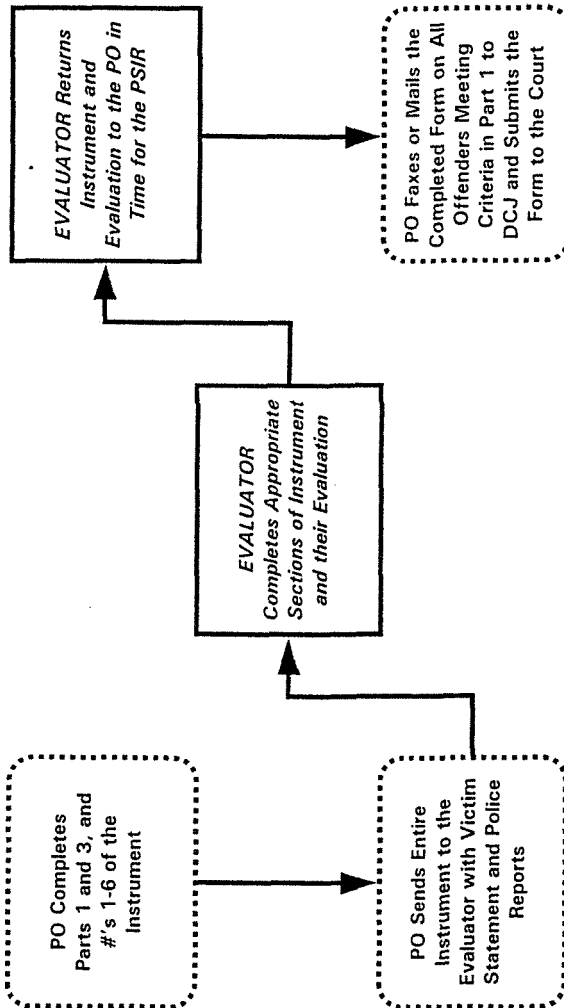 PO Completes
Parts 1 and 3, and
#'s 1-6 of the
Instrument
PO Sends Entire
Instrument to the
Evaluator with Victim
Statement and Police
Reports
EVALUATOR
Completes Appropriate
Sections of Instrument
and their Evaluation
EVALUATOR Returns
Instrument and
Evaluation to the PO in
Time for the PSIR
PO Faxes or Mails the
Completed Form on All
Offenders Meeting
Criteria in Part 1 to
DCJ and Submits the
Form to the Court